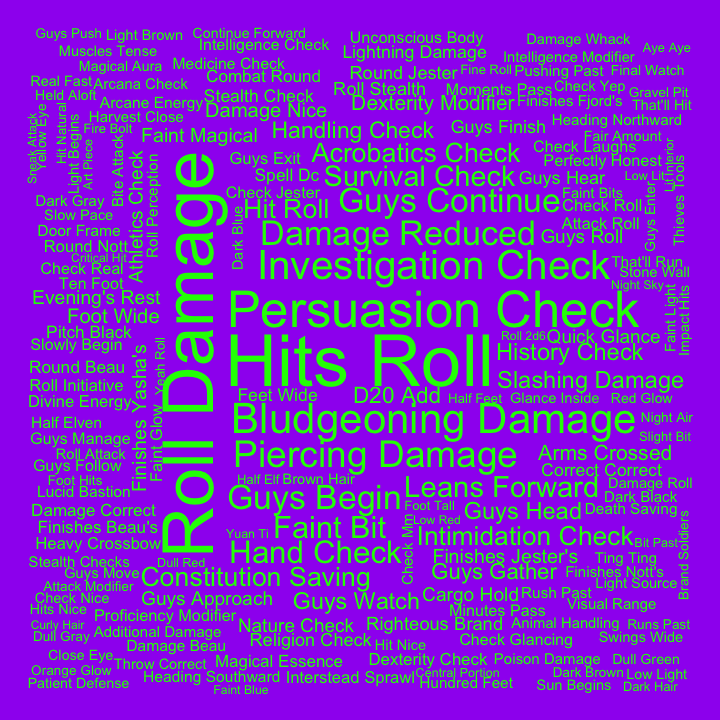 Guys Push
Light Brown
Continue Forward
Intelligence Check
Unconscious Body
Damage Whack
Aye Aye
Muscles Tense
Lightning Damage
Intelligence Modifier
Magical Aura
Medicine Check
Combat Round
Round Jester
Fine Roll
Pushing Past
Final Watch
Real Fast
Arcana Check
Roll Stealth
Moments Pass
Check Yep
Gravel Pit
Held Aloft
Arcane Energy
Stealth Check
Dexterity Modifier
Finishes Fjord's
That'll Hit
Yellow Eye
Hit Natural
Harvest Close
Damage Nice
Heading Northward
Sneak Attack
Light Begins
Fire Bolt
Faint Magical
Handling Check
Guys Finish
Fair Amount
Art Piece
Bite Attack
Acrobatics Check
Check Laughs
Lit Interior
Athletics Check
Roll Perception
Guys Exit
Perfectly Honest
Thieves Tools
Spell Dc
Survival Check
Guys Hear
Low Lit
Dark Gray
Check Jester
Guys Continue
Faint Bits
Guys Enter
Slow Pace
Hit Roll
Check Roll
Door Frame
Dark Blue
Damage Reduced
Attack Roll
Round Nott
Guys Roll
Critical Hit
Investigation Check
That'll Run
Check Real
Stone Wall
Ten Foot
Night Sky
Evening's Rest
Roll Damage
Persuasion Check
Faint Light
Impact Hits
Foot Wide
Pitch Black
Hits Roll
Roll 2d6
Quick Glance
Slowly Begin
Yeah Roll
History Check
Round Beau
Finishes Yasha's
Slashing Damage
Roll Initiative
Feet Wide
D20 Add
Half Feet
Glance Inside
Red Glow
Divine Energy
Faint Glow
Bludgeoning Damage
Night Air
Half Elven
Guys Manage
Slight Bit
Roll Attack
Piercing Damage
Arms Crossed
Guys Follow
Correct Correct
Foot Hits
Half Elf
Brown Hair
Leans Forward
Damage Roll
Lucid Bastion
Guys Begin
Dark Black
Damage Correct
Foot Tall
Guys Head
Death Saving
Finishes Beau's
Faint Bit
Low Red
Brand Soldiers
Heavy Crossbow
Yuan Ti
Check Mm
Intimidation Check
Bit Past
Stealth Checks
Dull Red
Hand Check
Finishes Jester's
Ting Ting
Guys Move
Constitution Saving
Guys Gather
Finishes Nott's
Attack Modifier
Light Source
Check Nice
Guys Approach
Guys Watch
Cargo Hold
Rush Past
Hits Nice
Minutes Pass
Visual Range
Proficiency Modifier
Curly Hair
Nature Check
Righteous Brand
Animal Handling
Runs Past
Dull Gray
Additional Damage
Religion Check
Hit Nice
Check Glancing
Swings Wide
Damage Beau
Close Eye
Throw Correct
Magical Essence
Dexterity Check
Poison Damage
Dull Green
Orange Glow
Heading Southward
Interstead Sprawl
Central Portion
Dark Brown
Low Light
Patient Defense
Faint Blue
Hundred Feet
Sun Begins
Dark Hair